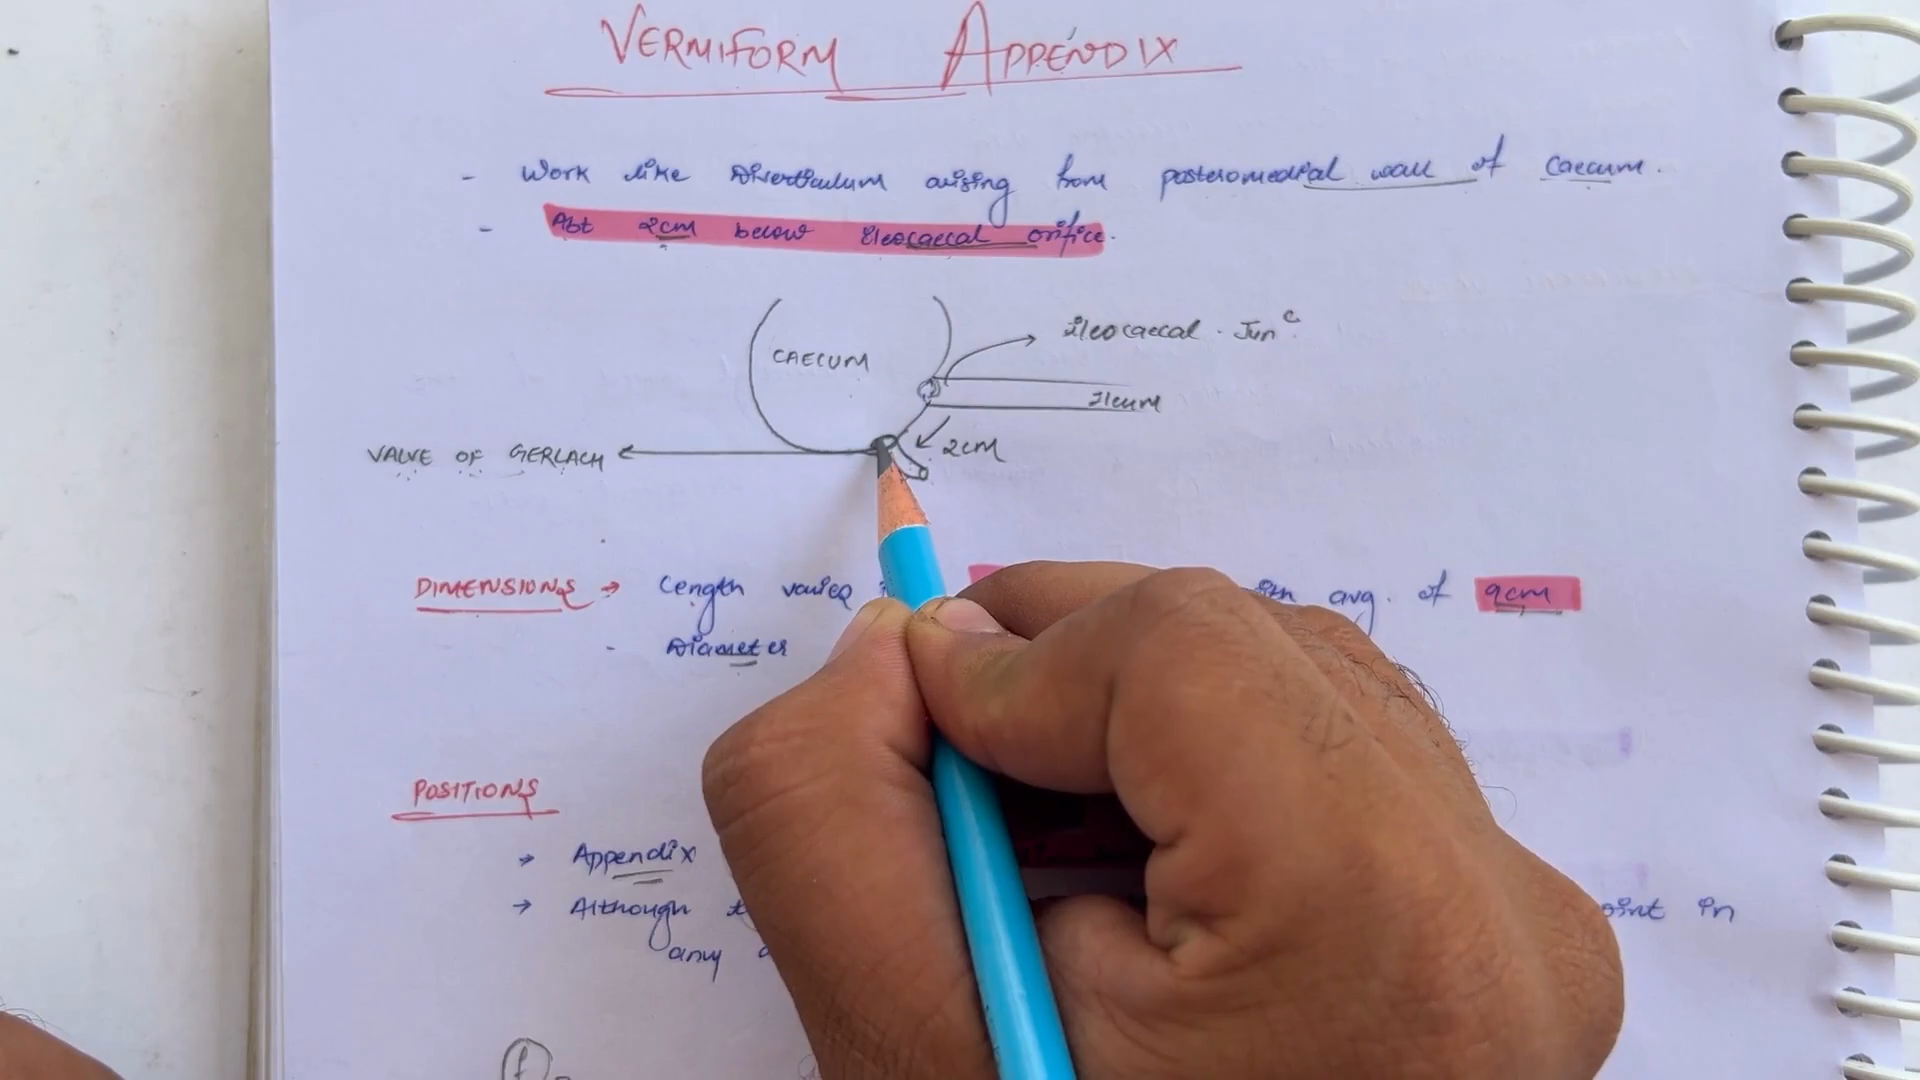 VERMIFORM APPENDIX
- Work like Diverticulum arising from posteromedial wall of Caecum.
- Abt 2cm below ileocaecal orifice.
CAECUM
ileocaecal . Junc.
Ileum
VALVE OF GERLACH
2cm
DIMENSIONS → Length varies avg. of 9cm
- Diameter
POSITIONS
→ Appendix
→ Although in
any